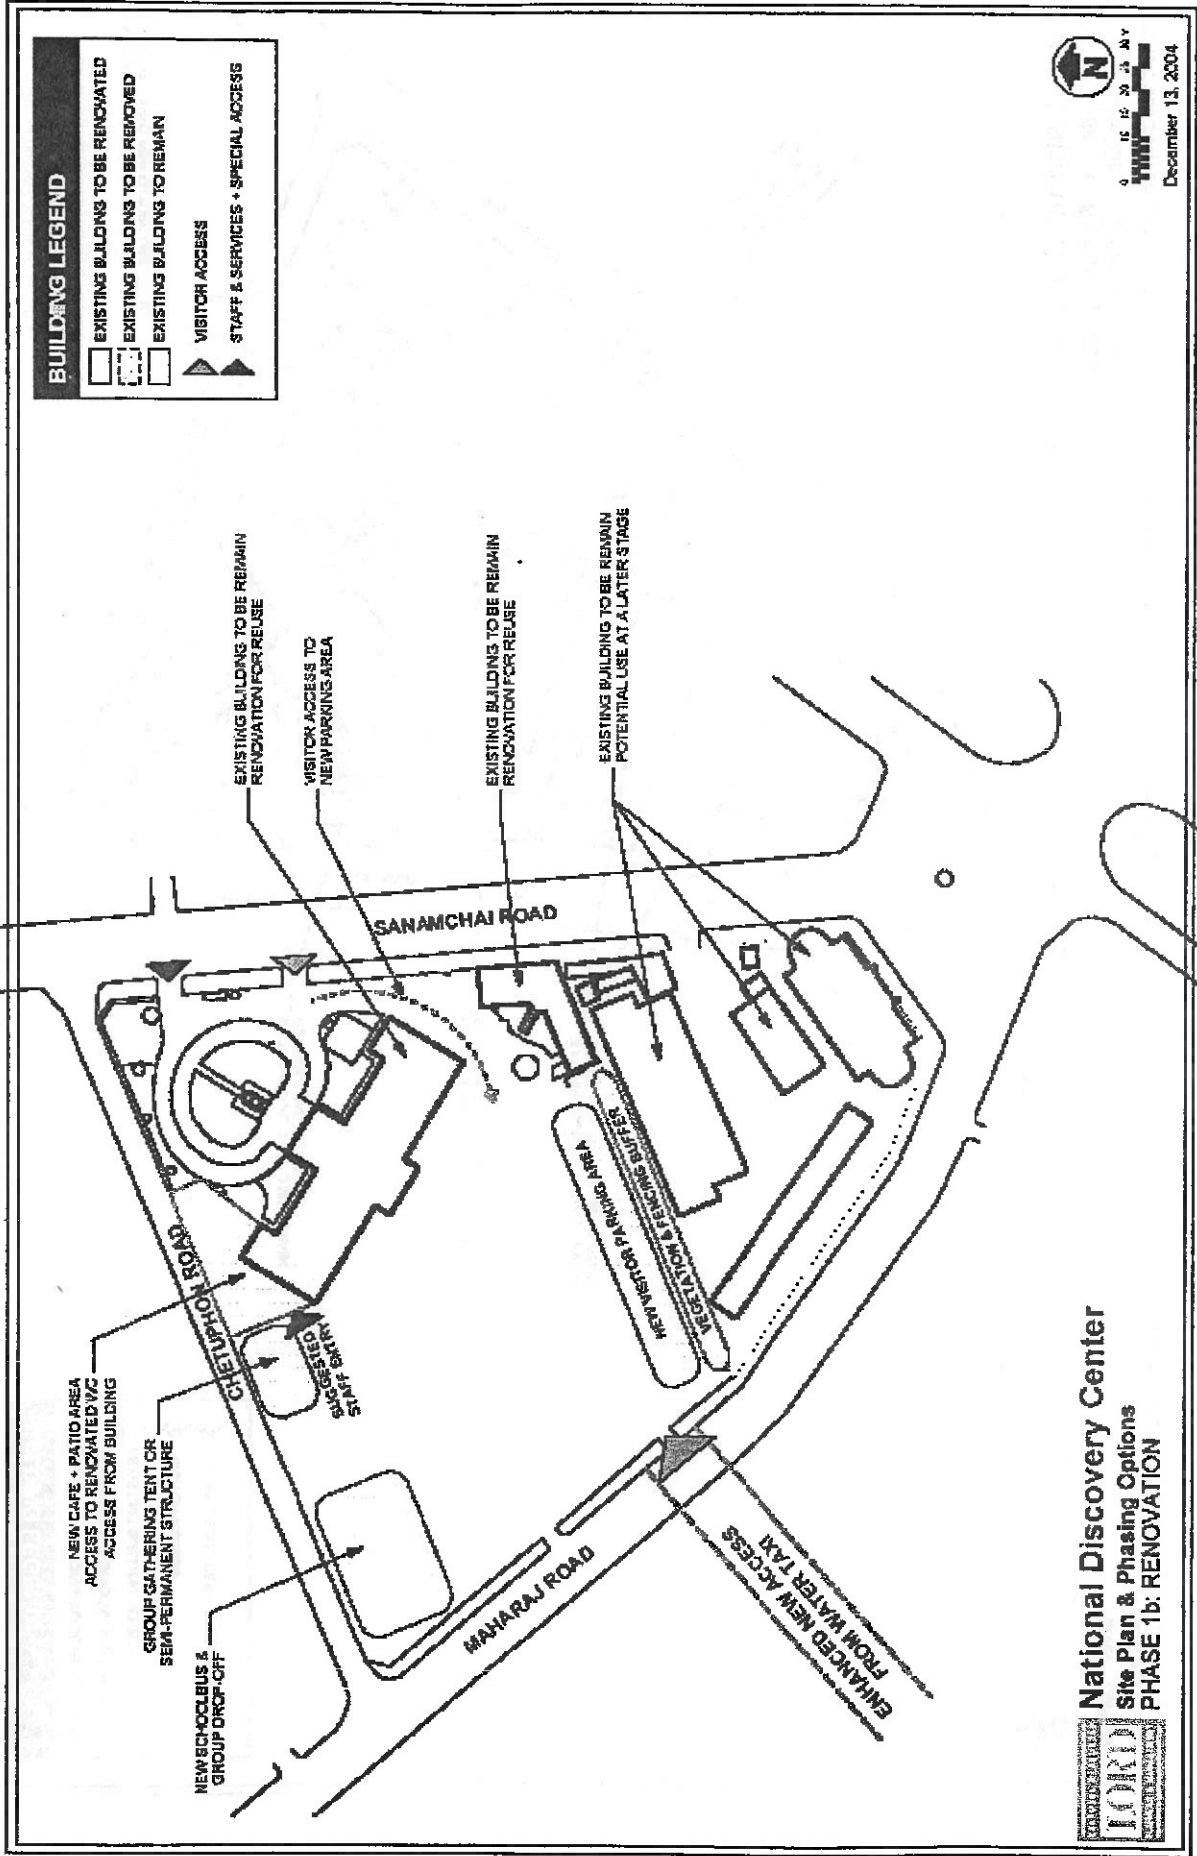 BUILDING LEGEND
EXISTING BUILDING TO BE RENOVATED
EXISTING BUILDING TO BE REMOVED
EXISTING BUILDING TO REMAN
VISITOR ACCESS
STAFF & SERVICES + SPECIAL ACCESS
NEW CAFE + PATIO AREA
ACCESS TO RENOVATED WC
ACCESS FROM BUILDING
GROUP GATHERING TENT OR
SEMI-PERMANENT STRUCTURE
NEW SCHOOLBUS &
GROUP DROP-OFF
CHETUPHON ROAD
SUGGESTED
STAFF ENTRY
SANAMCHAI ROAD
EXISTING BUILDING TO BE REMAIN
RENOVATION FOR REUSE
VISITOR ACCESS TO
NEW PARKING AREA
EXISTING BUILDING TO BE REMAIN
RENOVATION FOR REUSE
EXISTING BUILDING TO BE REMAIN
POTENTIAL USE AT A LATER STAGE
NEW VISITOR PARKING AREA
VEGETATION & FENCING BUFFER
MAHARAJ ROAD
ENHANCED NEW ACCESS
FROM WATER TAXI
National Discovery Center
Site Plan & Phasing Options
PHASE 1b: RENOVATION
N
0
December 13, 2004